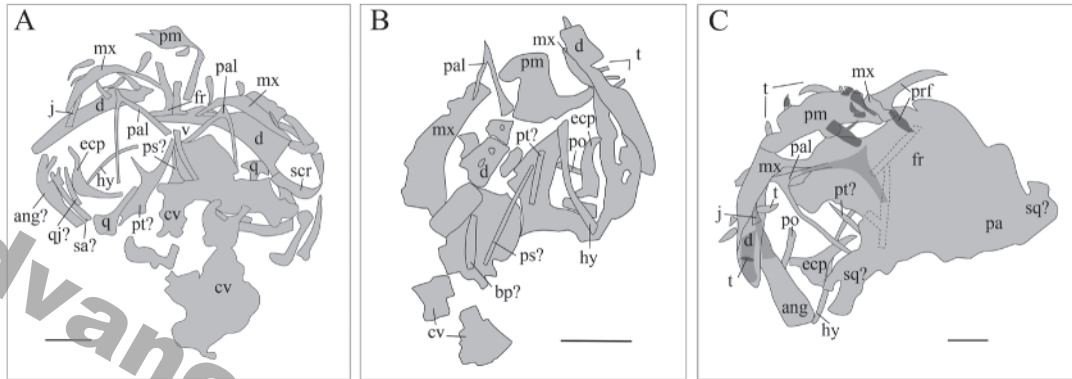 A
B
C
pm
mx
pal
mx
j
d
fr
pal
v
d
ecp
ps?
q
scr
hy
ang?
qj?
sa?
q
pt?
cv
cv
pal
pm
mx
d
t
mx
d
pt?
ecp
po
ps?
hy
bp?
cv
t
mx
prf
pm
pal
mx
fr
t
pt?
j
po
d
sq?
pa
t
ecp
sq?
ang
hy
dvanc